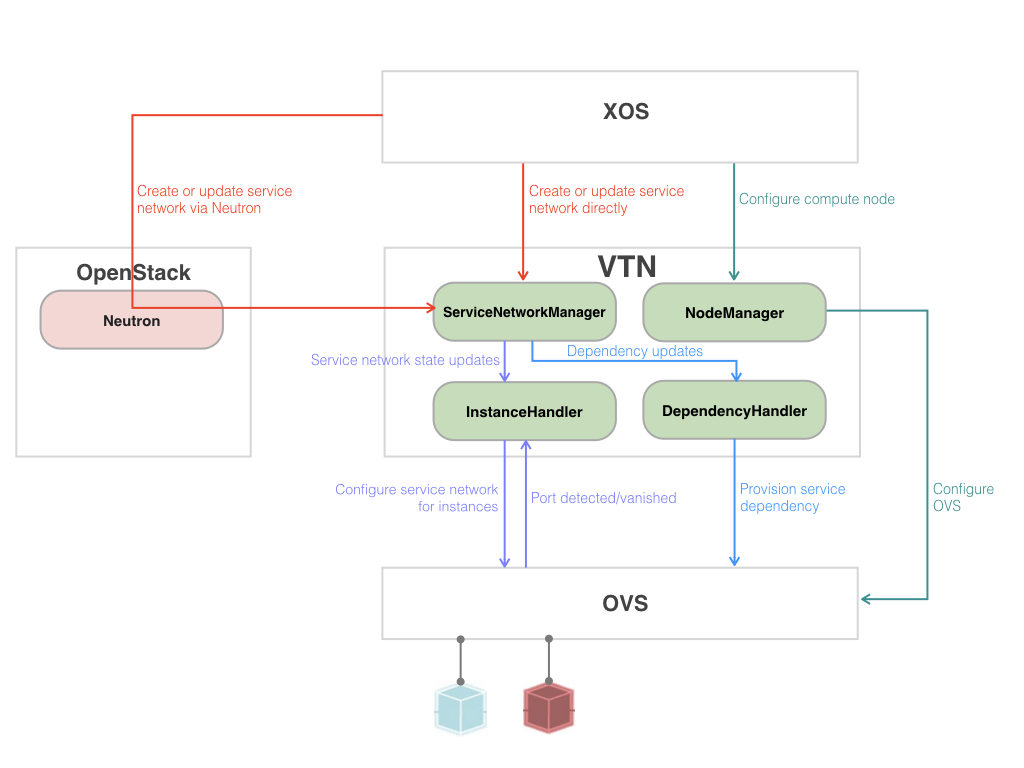 XOS
Create or update service
network via Neutron
Create or update service
network directly
Configure compute node
OpenStack
VTN
Neutron
ServiceNetworkManager
NodeManager
Service network state updates
Dependency updates
InstanceHandler
DependencyHandler
Configure service network
for instances
Port detected/vanished
Provision service
dependency
Configure
OVS
OVS